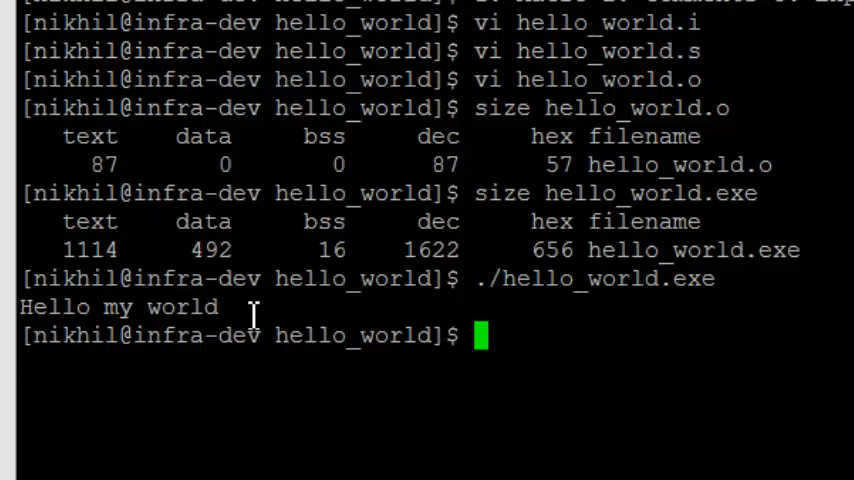 [nikhil@infra-dev hello_world]$ vi hello_world.i
[nikhil@infra-dev hello_world]$ vi hello_world.s
[nikhil@infra-dev hello_world]$ vi hello_world.o
[nikhil@infra-dev hello_world]$ size hello_world.o
text data bss dec hex filename
87 0 0 87 57 hello_world.o
[nikhil@infra-dev hello_world]$ size hello_world.exe
text data bss dec hex filename
1114 492 16 1622 656 hello_world.exe
[nikhil@infra-dev hello_world]$ ./hello_world.exe
Hello my world
[nikhil@infra-dev hello_world]$